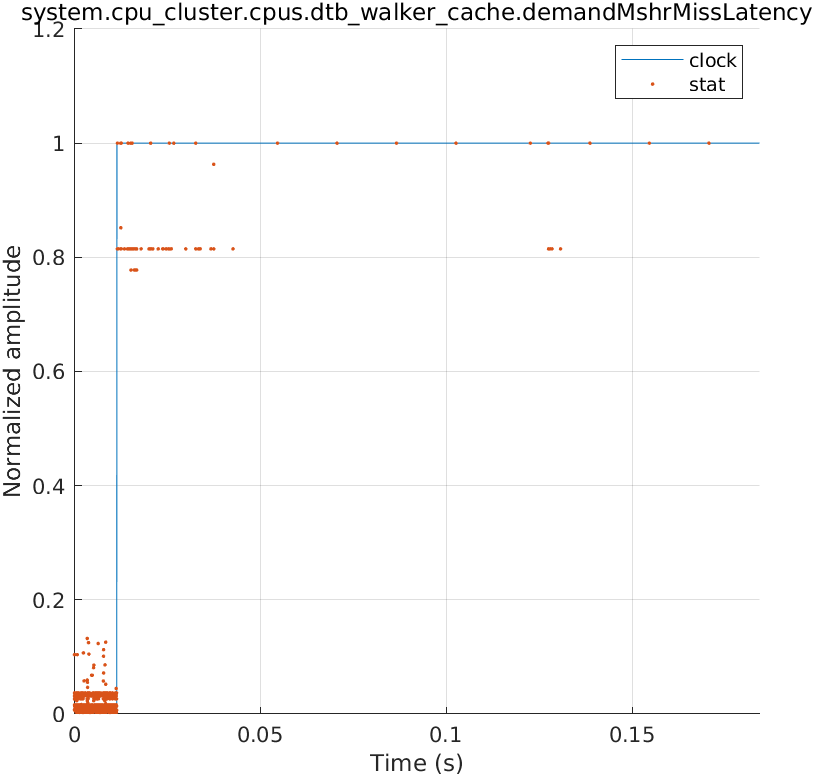 system.cpu_cluster.cpus.dtb_walker_cache.demandMshrMissLatency
1.2
clock
stat
1
0.8
Normalized amplitude
0.6
0.4
0.2
0
0
0.05
0.1
0.15
Time (s)